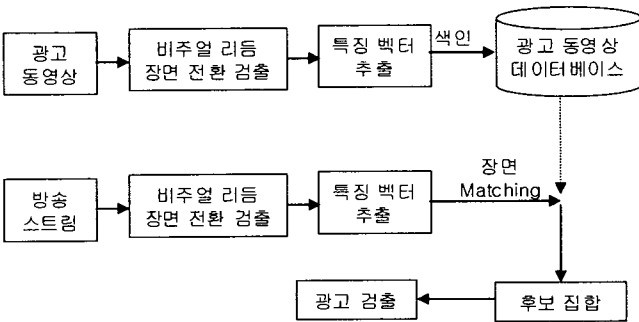 광고
동영상
비주얼 리듬
장면 전환 검출
특징 벡터
추출
색인
광고 동영상
데이터베이스
방송
스트림
비주얼 리듬
장면 전환 검출
특징 벡터
추출
장면
Matching
광고 검출
후보 집합